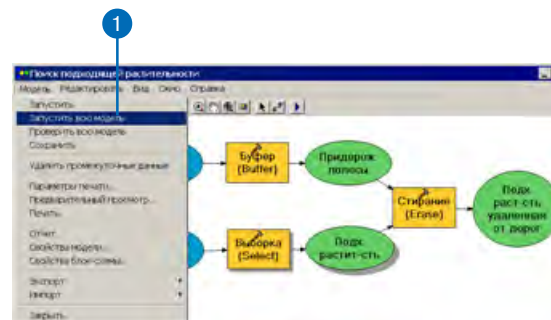 1
Поиск подходящей растительности
Модель Редактировать Вид Окно Справка
Запустить
Запустить всю модель
Проверить всю модель
Сохранить
Удалить промежуточные данные
Параметры печати...
Предварительный просмотр...
Печать...
Отчет...
Свойства модели...
Свойства блок-схемы...
Экспорт
Импорт
Закрыть
Буфер
(Buffer)
Придорож.
полосы
Стирание
(Erase)
Подх.
раст-сть
удаленная
от дорог
Выборка
(Select)
Подх.
растит-сть